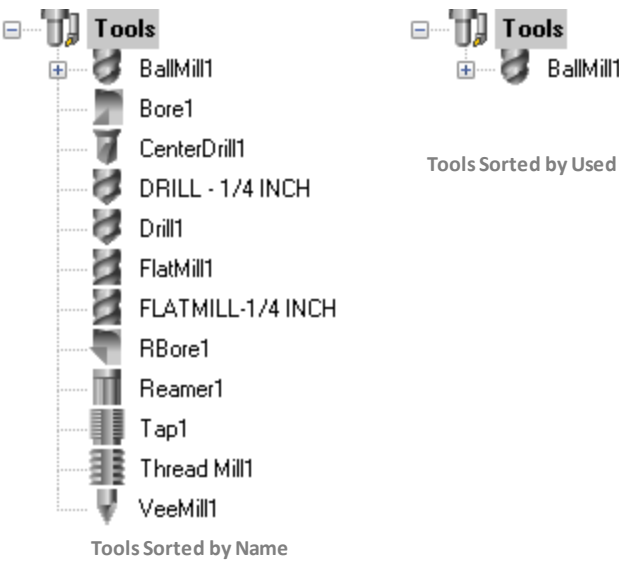 Tools
BallMill1
Bore1
CenterDrill1
DRILL - 1/4 INCH
Drill1
FlatMill1
FLATMILL-1/4 INCH
RBore1
Reamer1
Tap1
Thread Mill1
VeeMill1
Tools Sorted by Name
Tools
BallMill1
Tools Sorted by Used